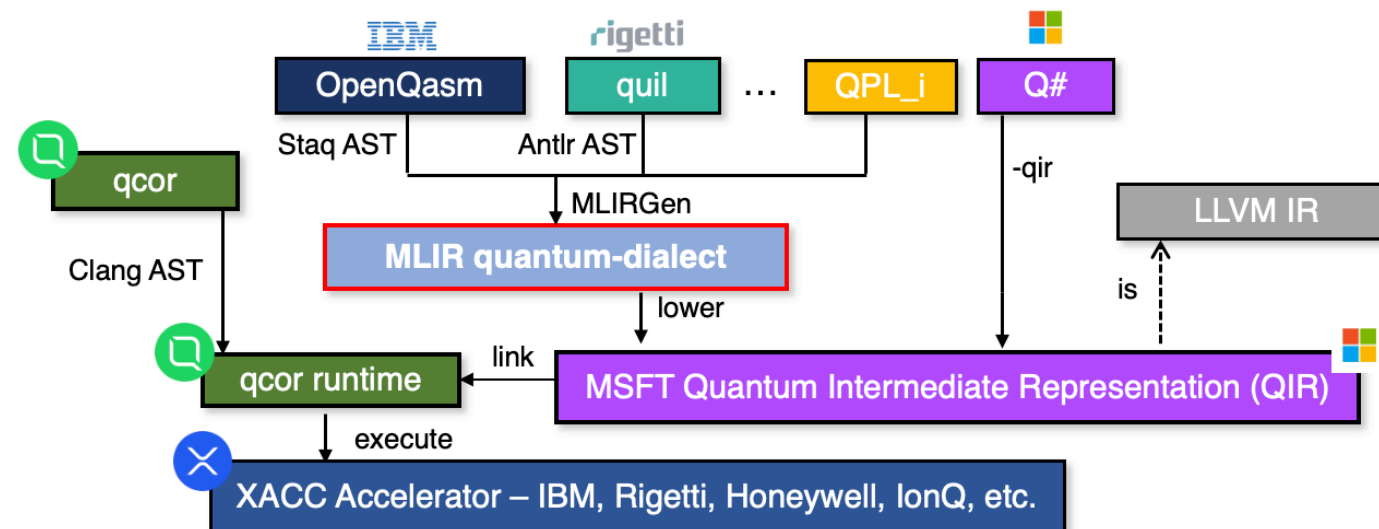 IBM
rigetti
OpenQasm
quil
...
QPL_i
Q#
Staq AST
Antlr AST
-qir
qcor
MLIRGen
LLVM IR
MLIR quantum-dialect
Clang AST
is
lower
link
qcor runtime
MSFT Quantum Intermediate Representation (QIR)
execute
XACC Accelerator – IBM, Rigetti, Honeywell, IonQ, etc.